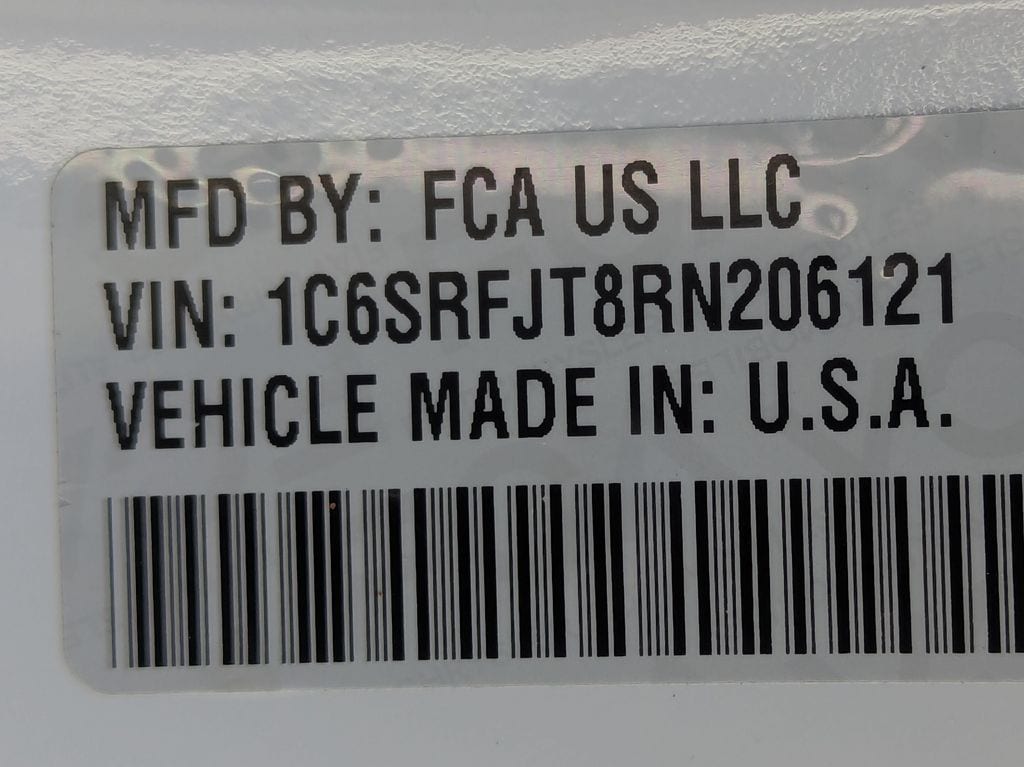 MFD BY: FCA US LLC
VIN: 1C6SRFJT8RN206121
VEHICLE MADE IN: U.S.A.